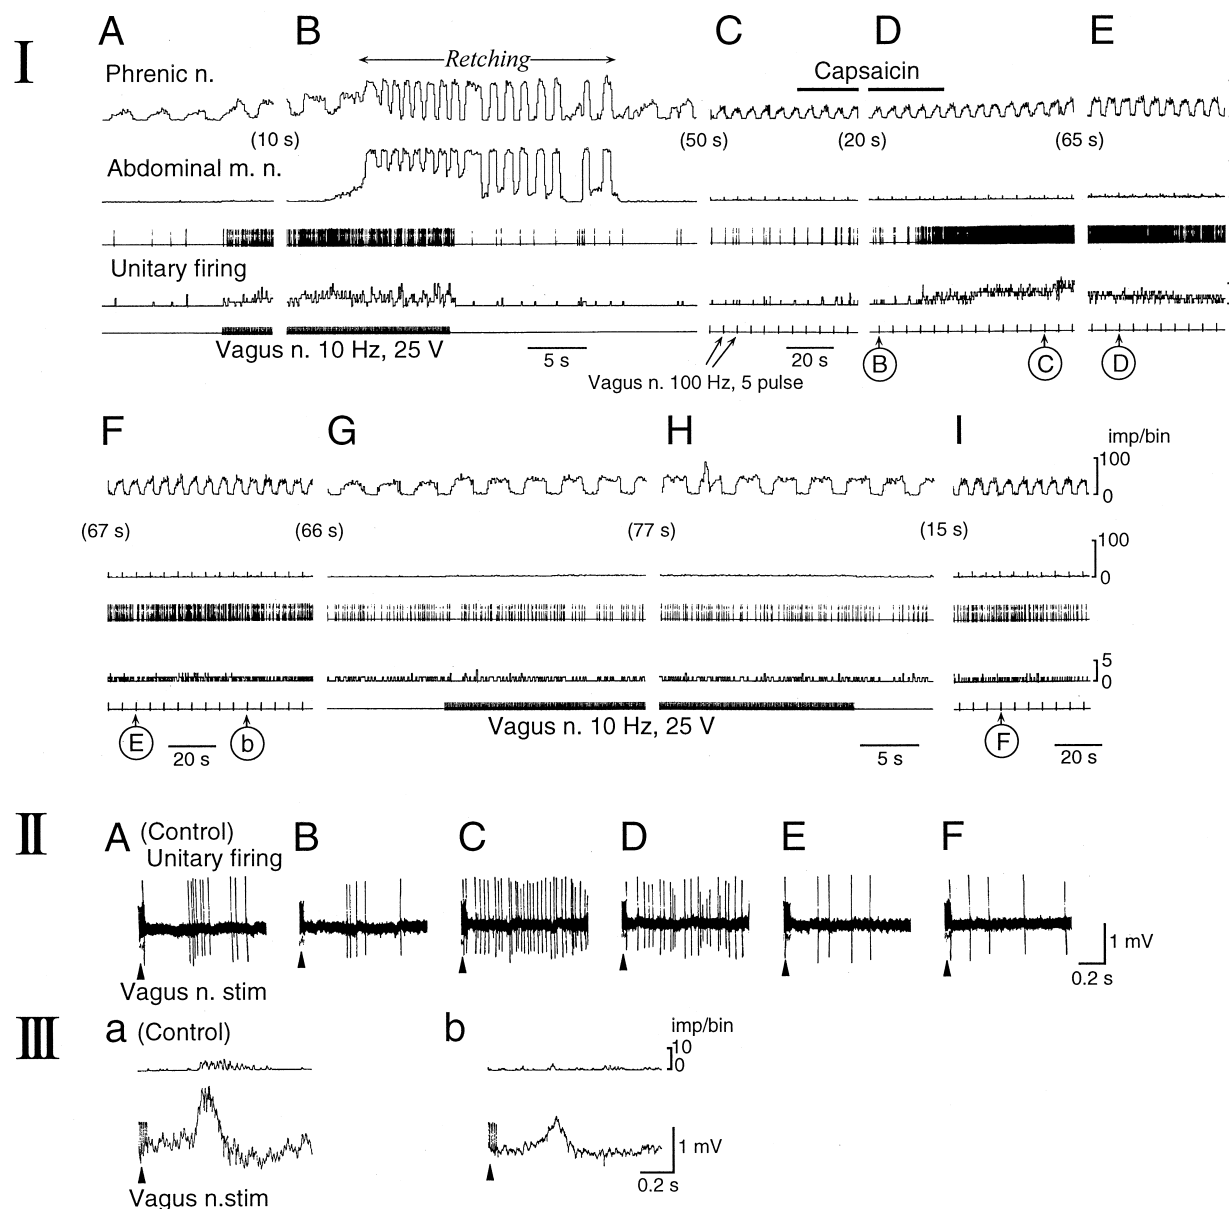 I
A
B
C
D
E
Phrenic n.
Retching
Capsaicin
(10 s)
(50 s)
(20 s)
(65 s)
Abdominal m. n.
Unitary firing
Vagus n. 10 Hz, 25 V
5 s
20 s
Vagus n. 100 Hz, 5 pulse
B
C
D
F
G
H
I
imp/bin
100
0
(67 s)
(66 s)
(77 s)
(15 s)
100
0
5
0
E
b
20 s
Vagus n. 10 Hz, 25 V
5 s
F
20 s
II
A (Control)
Unitary firing
B
C
D
E
F
1 mV
0.2 s
Vagus n. stim
III
a (Control)
b
imp/bin
10
0
1 mV
0.2 s
Vagus n.stim